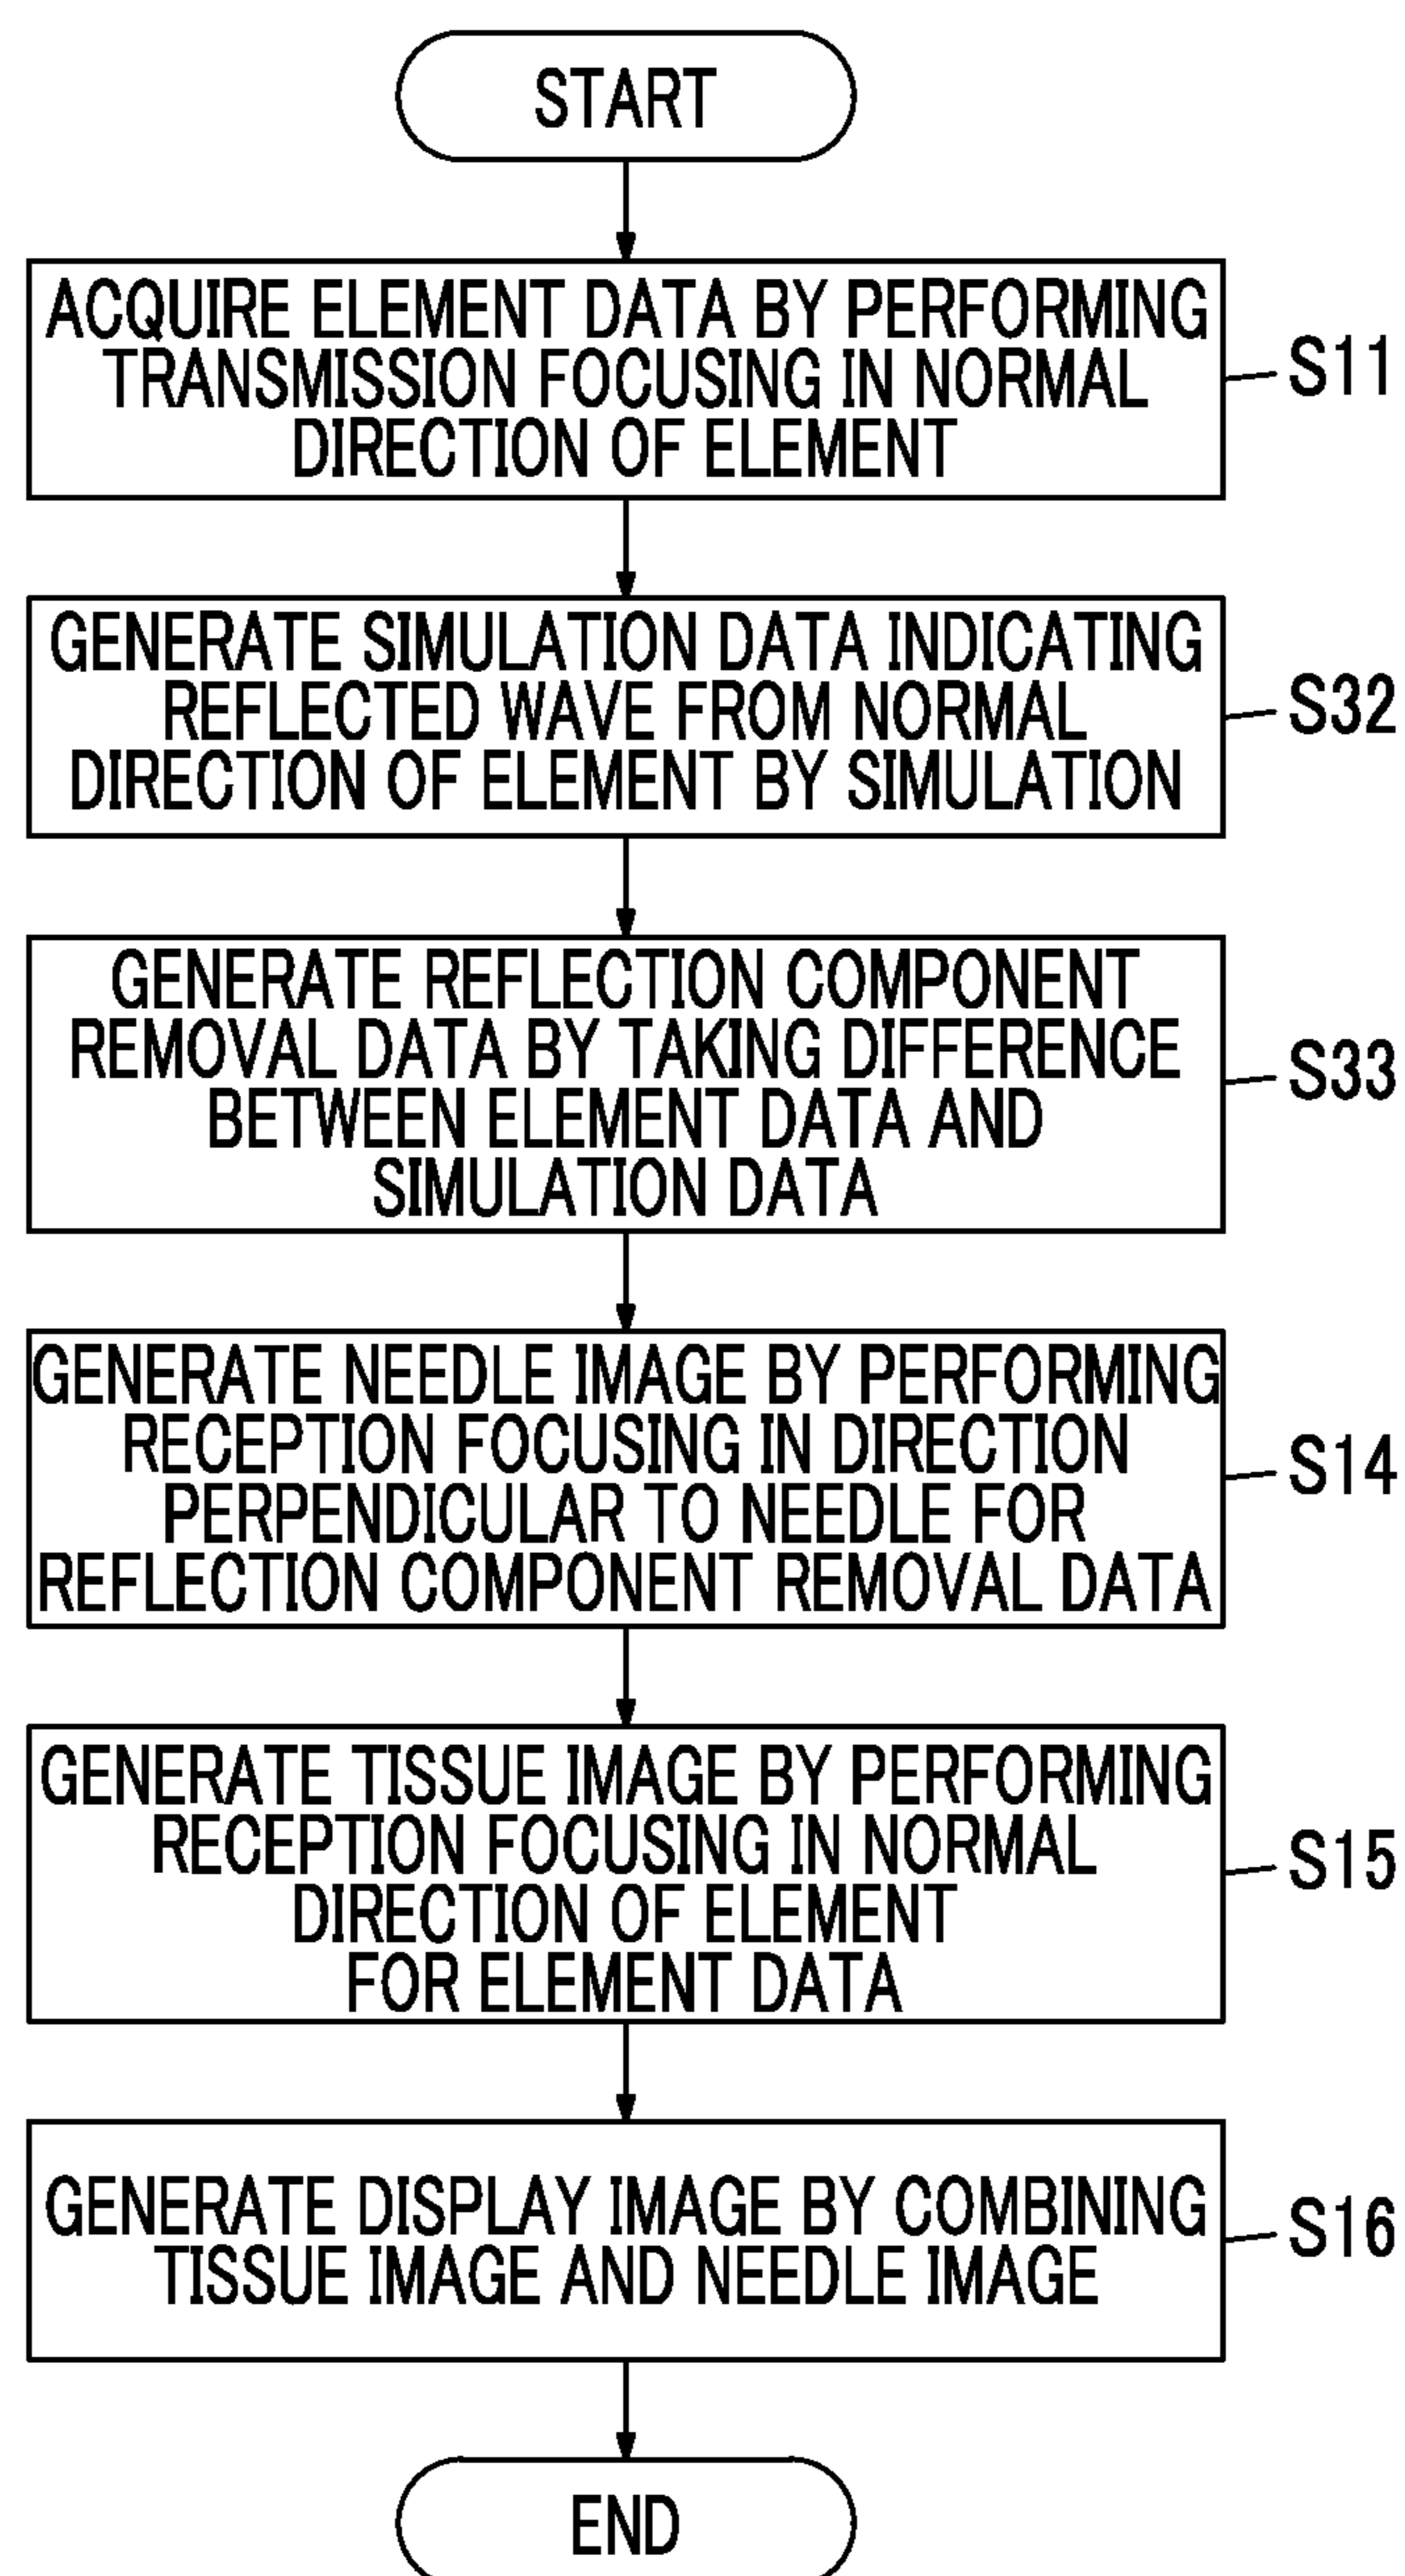 START
ACQUIRE ELEMENT DATA BY PERFORMING
TRANSMISSION FOCUSING IN NORMAL
DIRECTION OF ELEMENT
S11
GENERATE SIMULATION DATA INDICATING
REFLECTED WAVE FROM NORMAL
DIRECTION OF ELEMENT BY SIMULATION
S32
GENERATE REFLECTION COMPONENT
REMOVAL DATA BY TAKING DIFFERENCE
BETWEEN ELEMENT DATA AND
SIMULATION DATA
S33
GENERATE NEEDLE IMAGE BY PERFORMING
RECEPTION FOCUSING IN DIRECTION
PERPENDICULAR TO NEEDLE FOR
REFLECTION COMPONENT REMOVAL DATA
S14
GENERATE TISSUE IMAGE BY PERFORMING
RECEPTION FOCUSING IN NORMAL
DIRECTION OF ELEMENT
FOR ELEMENT DATA
S15
GENERATE DISPLAY IMAGE BY COMBINING
TISSUE IMAGE AND NEEDLE IMAGE
S16
END